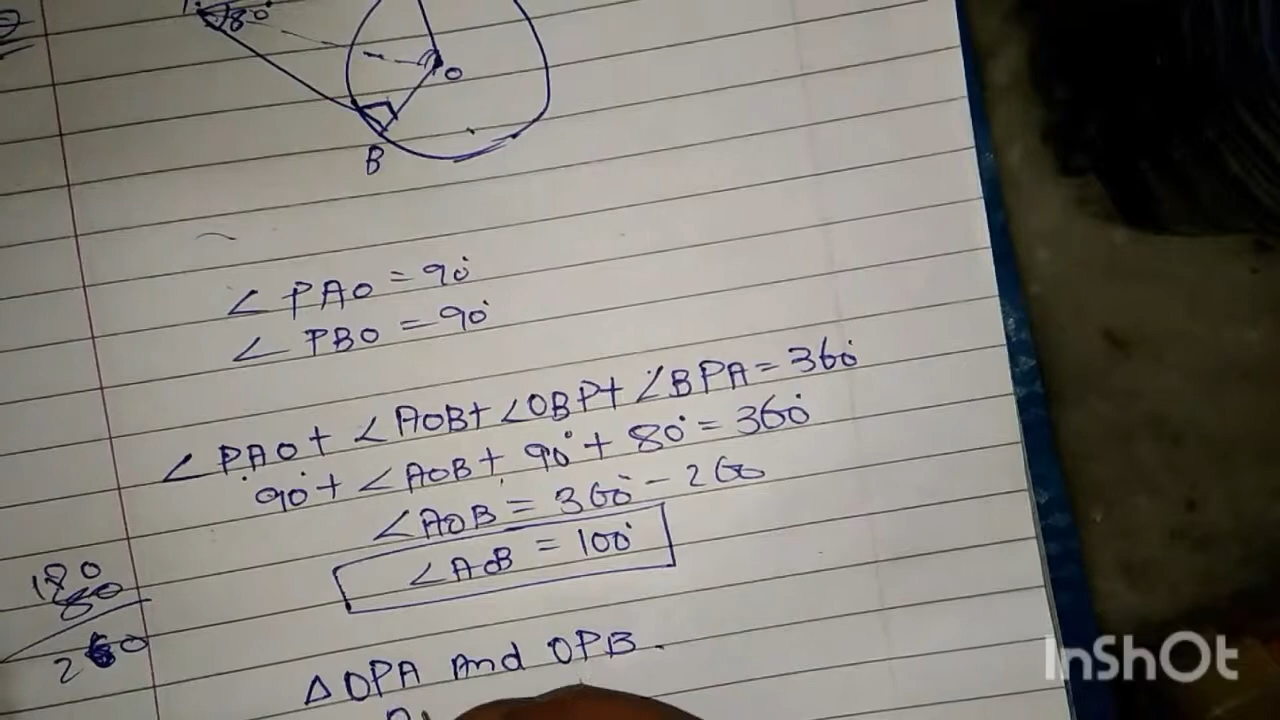 80°
O
B
∠ PAO = 90°
∠ PBO = 90°
∠ PAO + ∠AOB + ∠OBP + ∠BPA = 360°
90° + ∠AOB + 90° + 80° = 360°
∠AOB = 360° - 260
∠AOB = 100°
180
80
260
Δ OPA And OPB.
InShOt